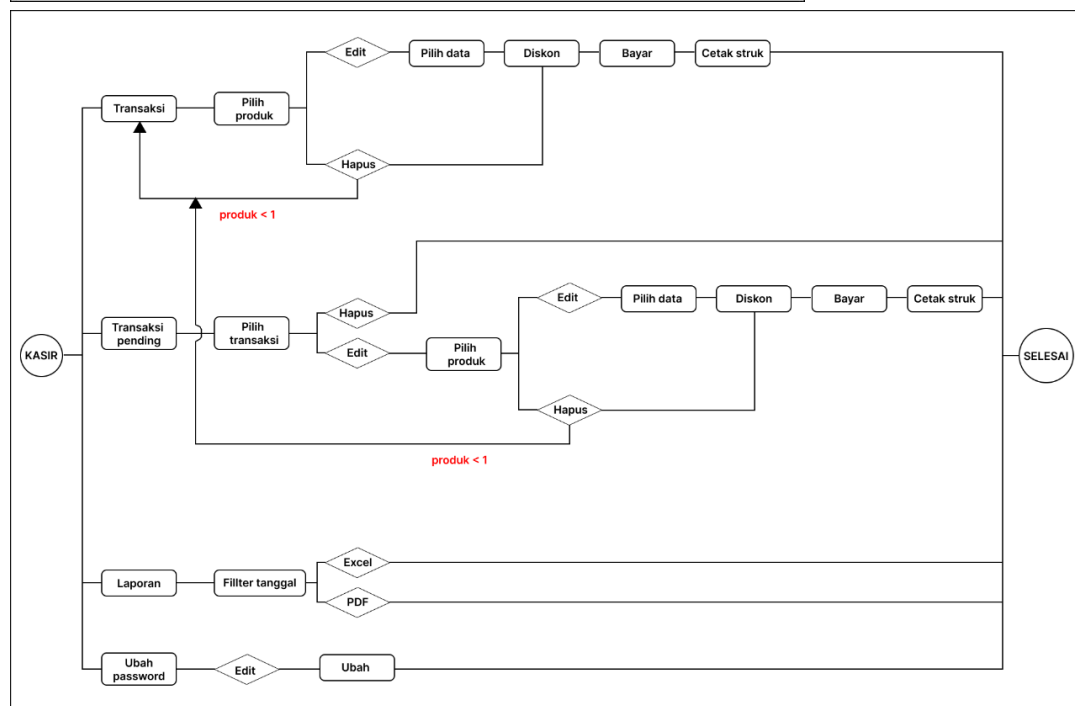 Edit
Pilih data
Diskon
Bayar
Cetak struk
Transaksi
Pilih
produk
Hapus
produk < 1
Hapus
Edit
Pilih data
Diskon
Bayar
Cetak struk
Transaksi
pending
Pilih
transaksi
Edit
Pilih
produk
KASIR
SELESAI
Hapus
produk < 1
Excel
Laporan
Fillter tanggal
PDF
Ubah
password
Edit
Ubah